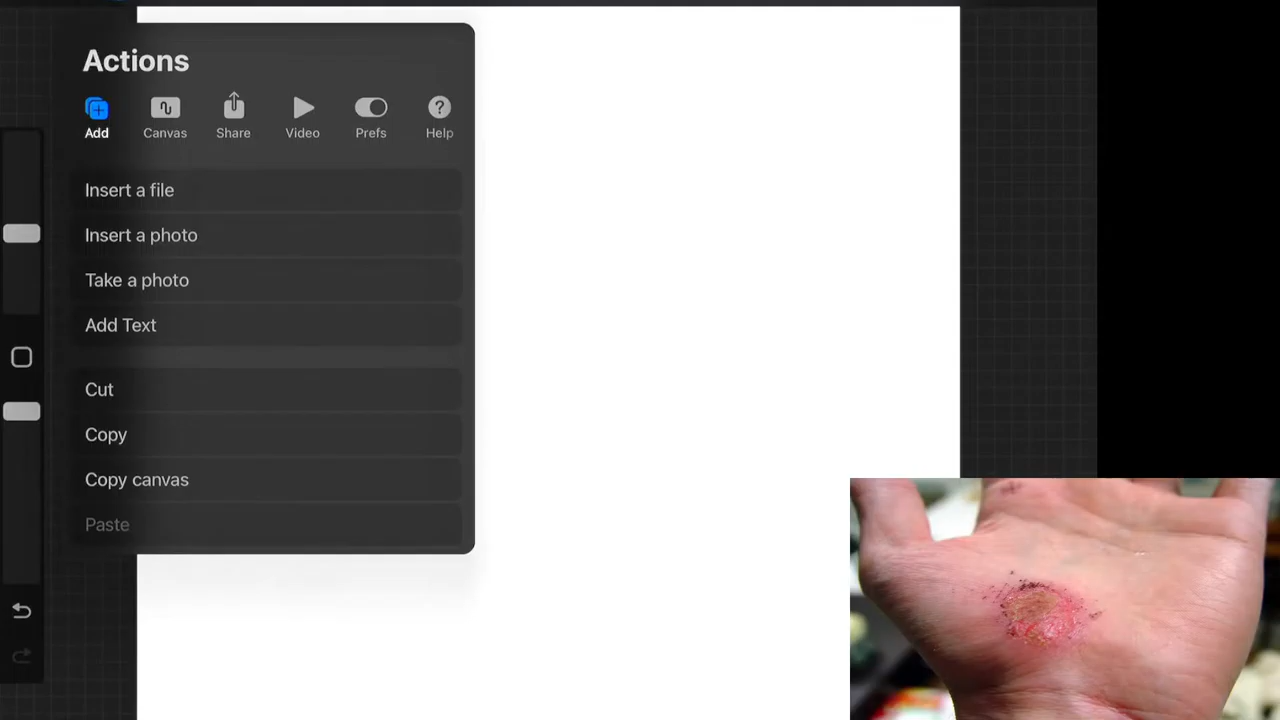 Actions
Add Canvas Share Video Prefs Help
Insert a file
Insert a photo
Take a photo
Add Text
Cut
Copy
Copy canvas
Paste